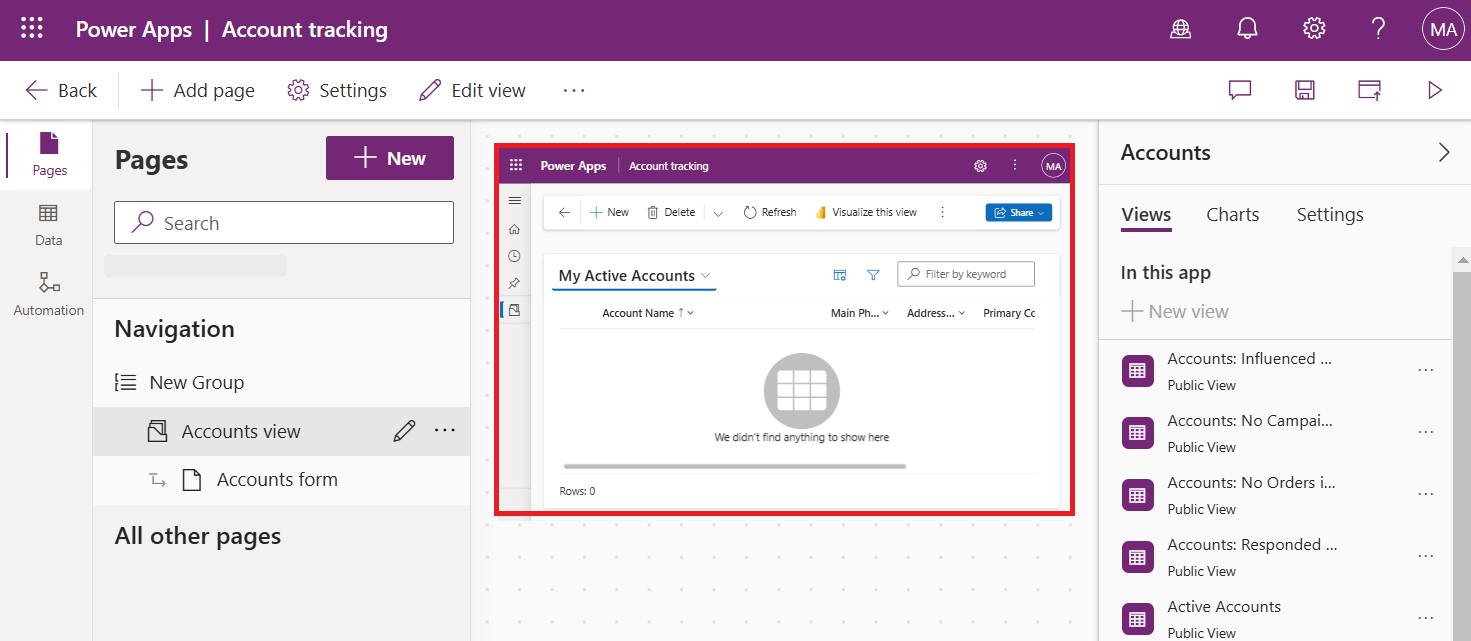 Power Apps | Account tracking
MA
Back
Add page
Settings
Edit view
Pages
Data
Automation
Pages
New
Search
Navigation
New Group
Accounts view
Accounts form
All other pages
Power Apps
Account tracking
MA
New
Delete
Refresh
Visualize this view
Share
My Active Accounts
Filter by keyword
Account Name
Main Ph...
Address...
Primary Co
We didn't find anything to show here
Rows: 0
Accounts
Views
Charts
Settings
In this app
New view
Accounts: Influenced ...
Public View
Accounts: No Campai...
Public View
Accounts: No Orders i...
Public View
Accounts: Responded ...
Public View
Active Accounts
Public View